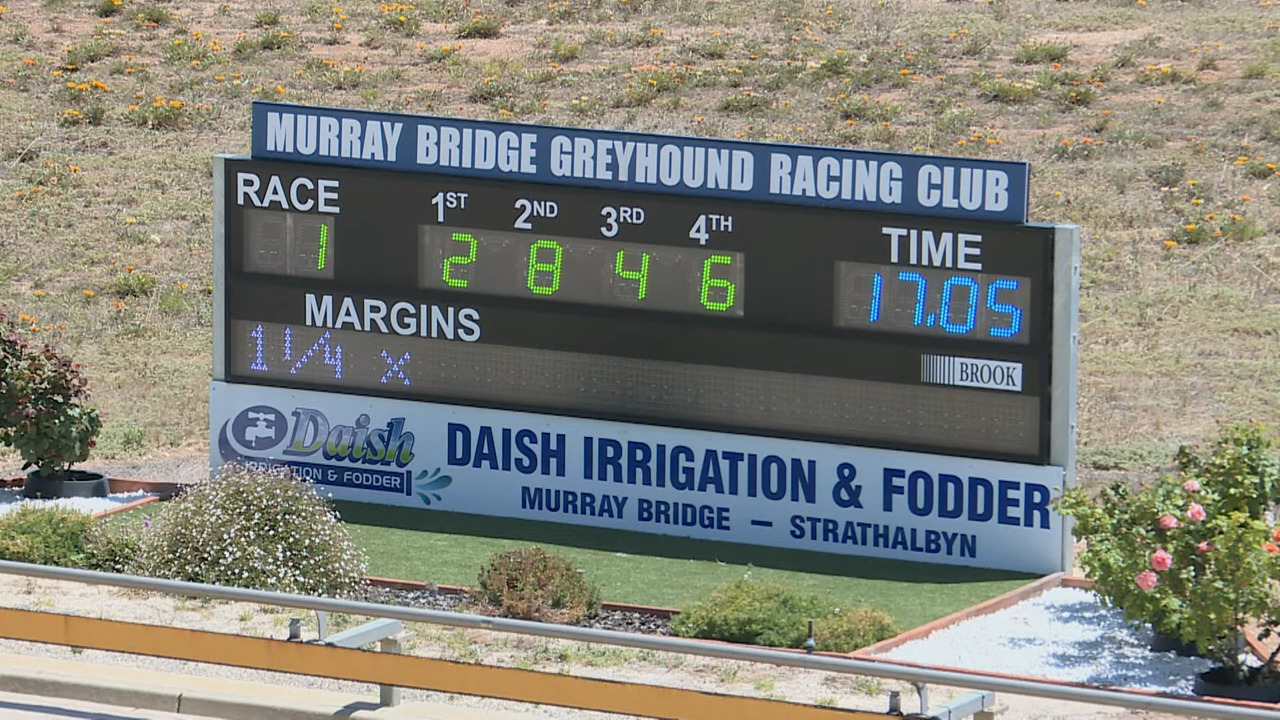 MURRAY BRIDGE GREYHOUND RACING CLUB
RACE 1ST 2ND 3RD 4TH TIME
1 2 8 4 6 17.05
MARGINS
1 1/4 x
BROOK
Daish
IRRIGATION & FODDER
DAISH IRRIGATION & FODDER
MURRAY BRIDGE — STRATHALBYN